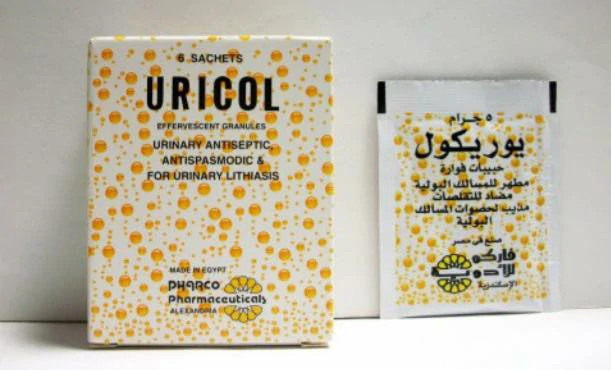 6 SACHETS
URICOL
EFFERVESCENT GRANULES
URINARY ANTISEPTIC,
ANTISPASMODIC &
FOR URINARY LITHIASIS
MADE IN EGYPT
PHARCO
Pharmaceuticals
ALEXANDRIA
٥ جرام
يوريكول
حبيبات فوارة
مطهر للمسالك البولية
مضاد للتقلصات
مذيب لحصوات المسالك
البولية
صنع في مصر
فاركو
للأدوية
الإسكندرية